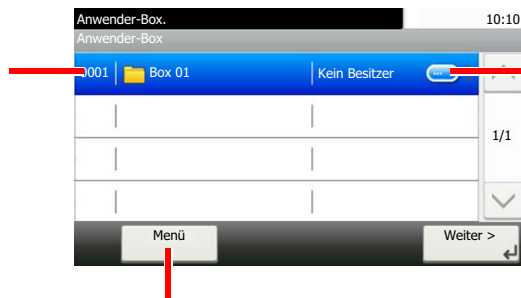 Anwender-Box. 10:10
Anwender-Box
0001 Box 01 Kein Besitzer ...
1/1
Menü Weiter >